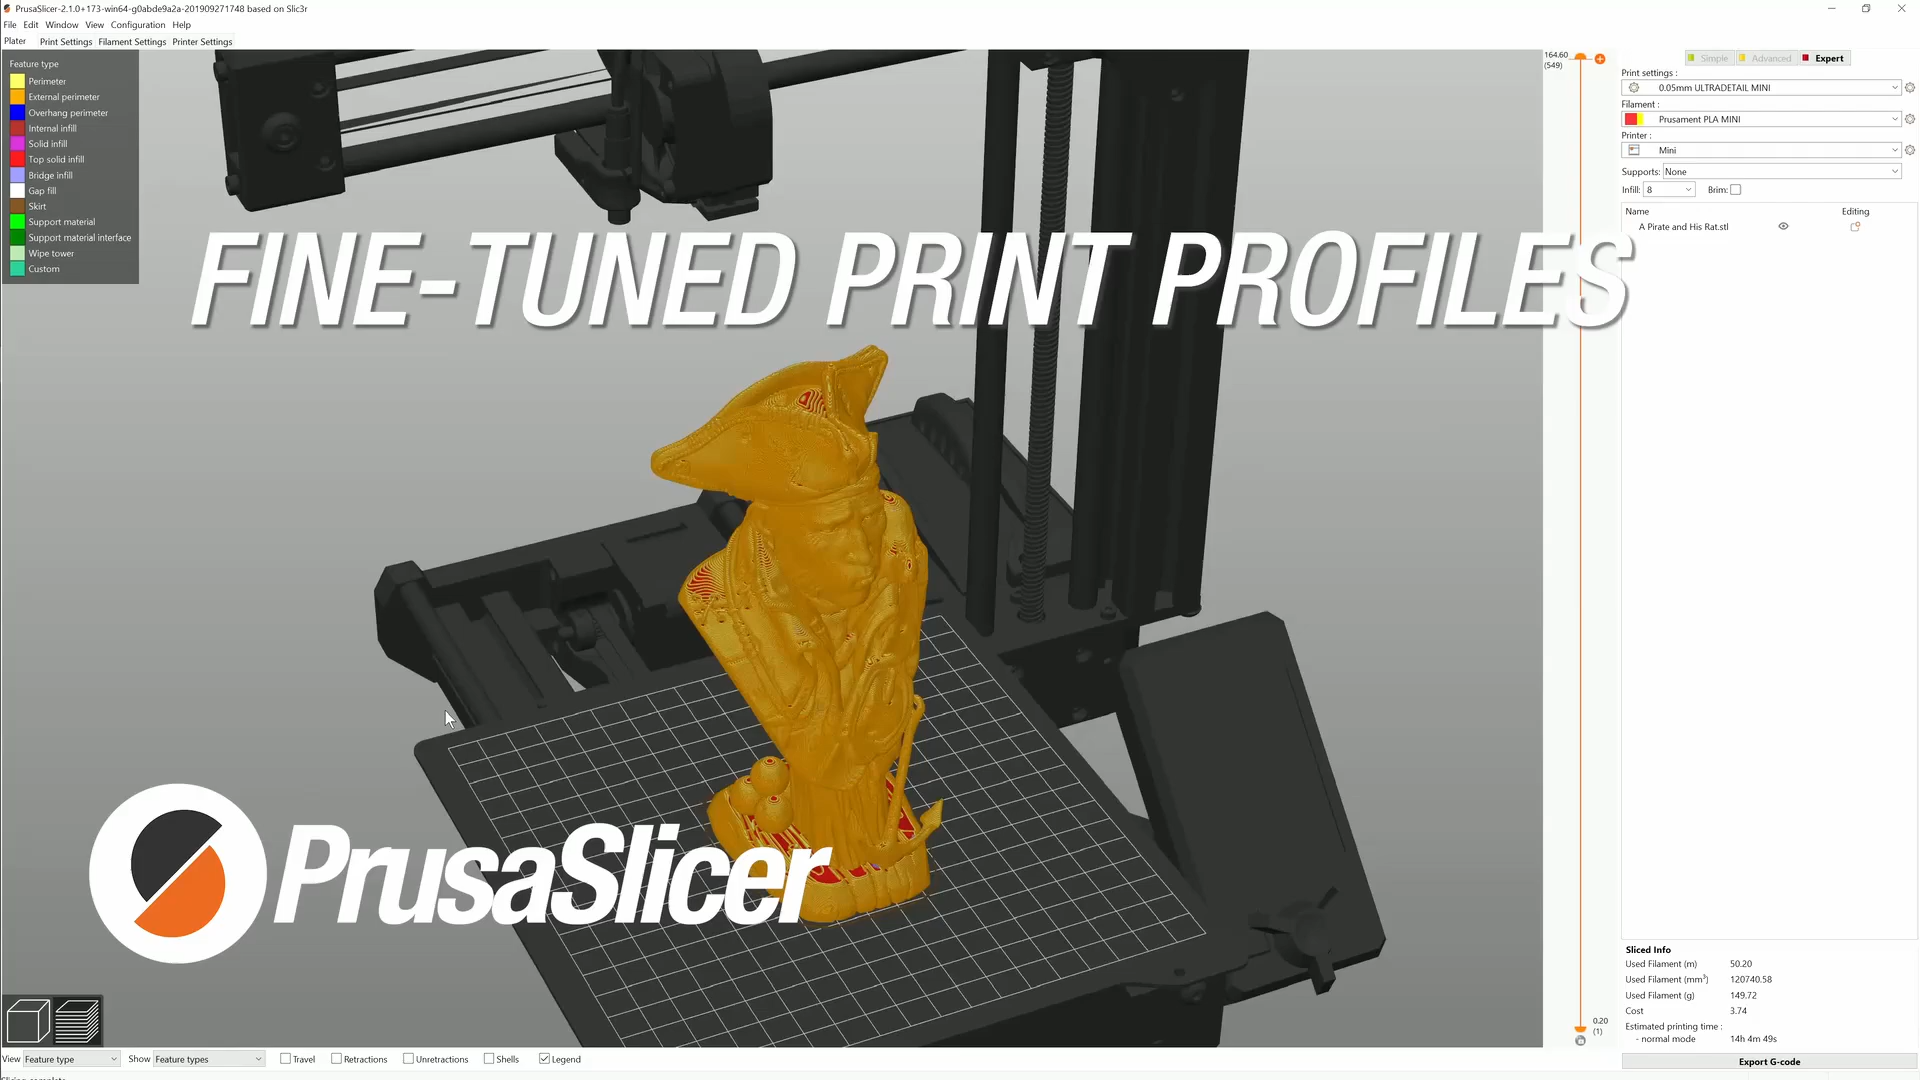 PrusaSlicer-2.1.0+173-win64-g0abde9a2a-201909271748 based on Slic3r
File Edit Window View Configuration Help
Plater Print Settings Filament Settings Printer Settings
Feature type
Perimeter
External perimeter
Overhang perimeter
Internal infill
Solid infill
Top solid infill
Bridge infill
Gap fill
Skirt
Support material
Support material interface
Wipe tower
Custom
FINE-TUNED PRINT PROFILES
PrusaSlicer
164.60
(549)
0.20
(1)
Simple Advanced Expert
Print settings :
0.05mm ULTRADETAIL MINI
Filament :
Prusament PLA MINI
Printer :
Mini
Supports: None
Infill: 8 Brim:
Name Editing
A Pirate and His Rat.stl
Sliced Info
Used Filament (m) 50.20
Used Filament (mm³) 120740.58
Used Filament (g) 149.72
Cost 3.74
Estimated printing time :
- normal mode 14h 4m 49s
Export G-code
View Feature type Show Feature types Travel Retractions Unretractions Shells Legend